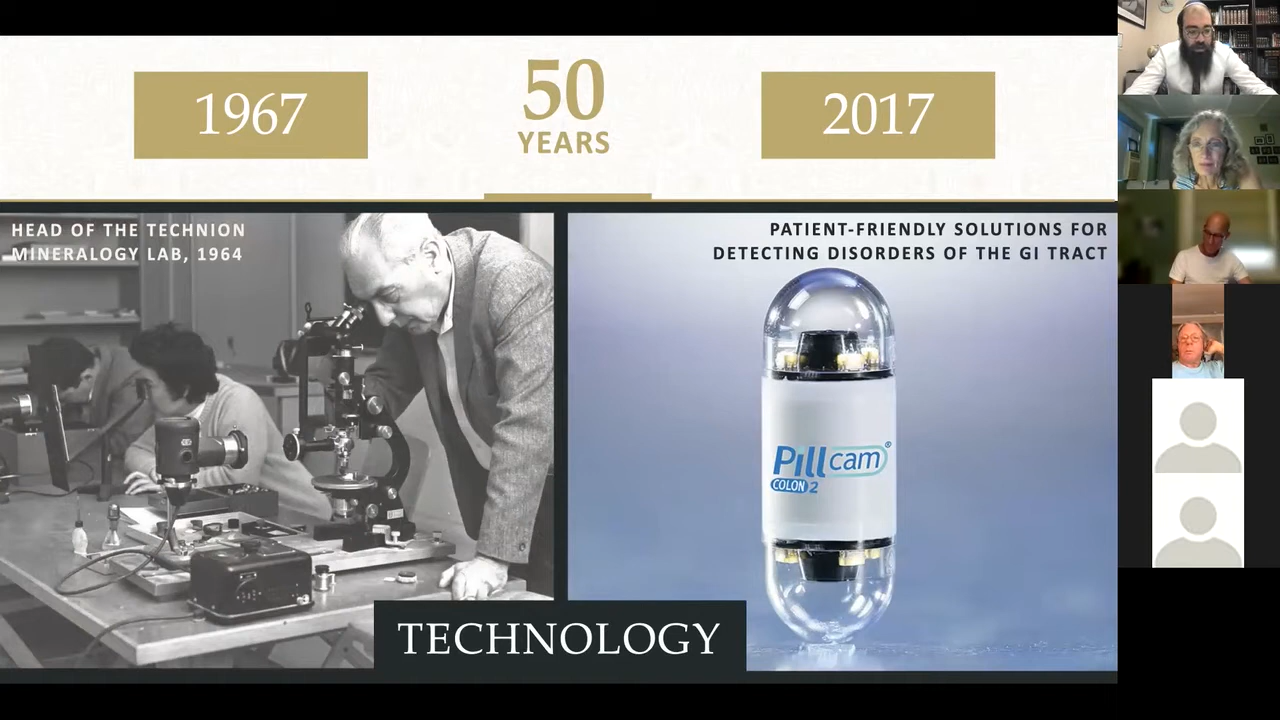 1967
50
YEARS
2017
HEAD OF THE TECHNION
MINERALOGY LAB, 1964
PATIENT-FRIENDLY SOLUTIONS FOR
DETECTING DISORDERS OF THE GI TRACT
Pillcam®
COLON 2
TECHNOLOGY